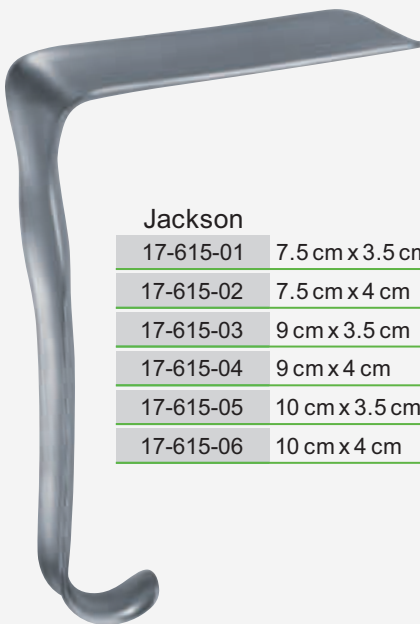 Jackson
17-615-01 7.5 cm x 3.5 cm
17-615-02 7.5 cm x 4 cm
17-615-03 9 cm x 3.5 cm
17-615-04 9 cm x 4 cm
17-615-05 10 cm x 3.5 cm
17-615-06 10 cm x 4 cm